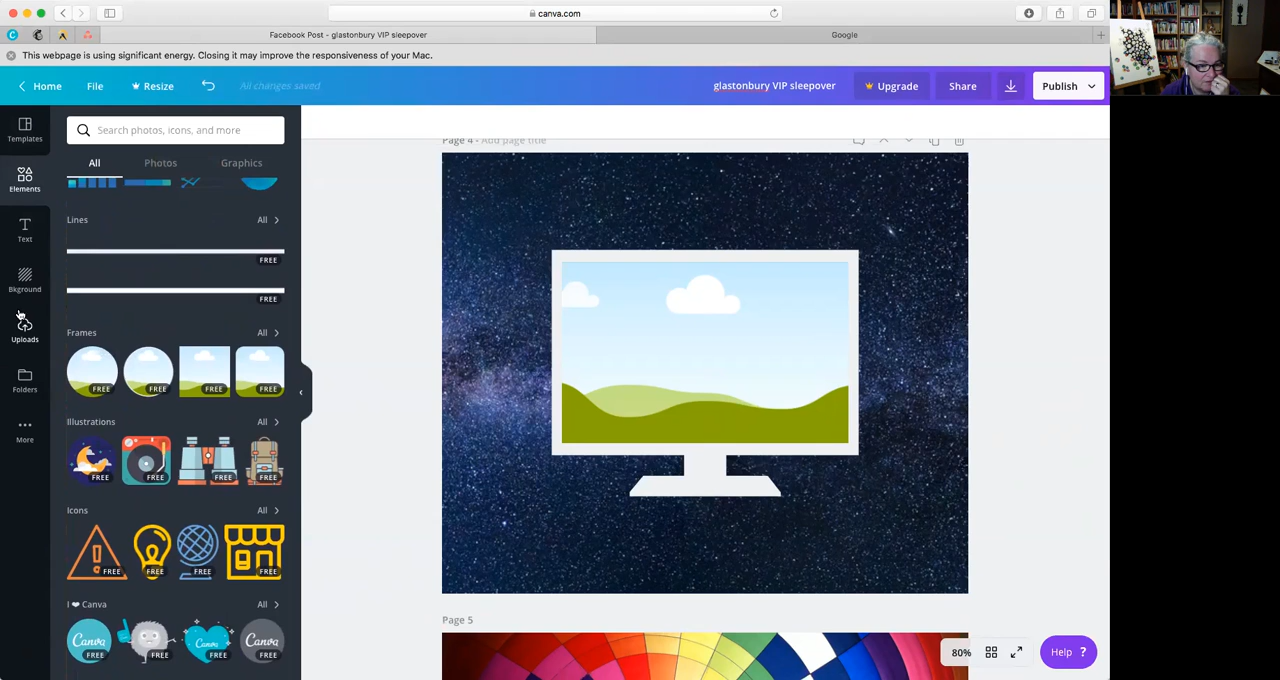 canva.com
Facebook Post - glastonbury VIP sleepover
Google
This webpage is using significant energy. Closing it may improve the responsiveness of your Mac.
Home
File
Resize
All changes saved
glastonbury VIP sleepover
Upgrade
Share
Publish
Templates
Elements
Text
Bkground
Uploads
Folders
More
Search photos, icons, and more
All
Photos
Graphics
Lines
All
FREE
FREE
Frames
All
FREE
FREE
FREE
FREE
Illustrations
All
FREE
FREE
FREE
FREE
Icons
All
FREE
FREE
FREE
FREE
I ❤ Canva
All
Canva
Canva
Canva
FREE
FREE
FREE
FREE
Page 4 - Add page title
Page 5
80%
Help ?